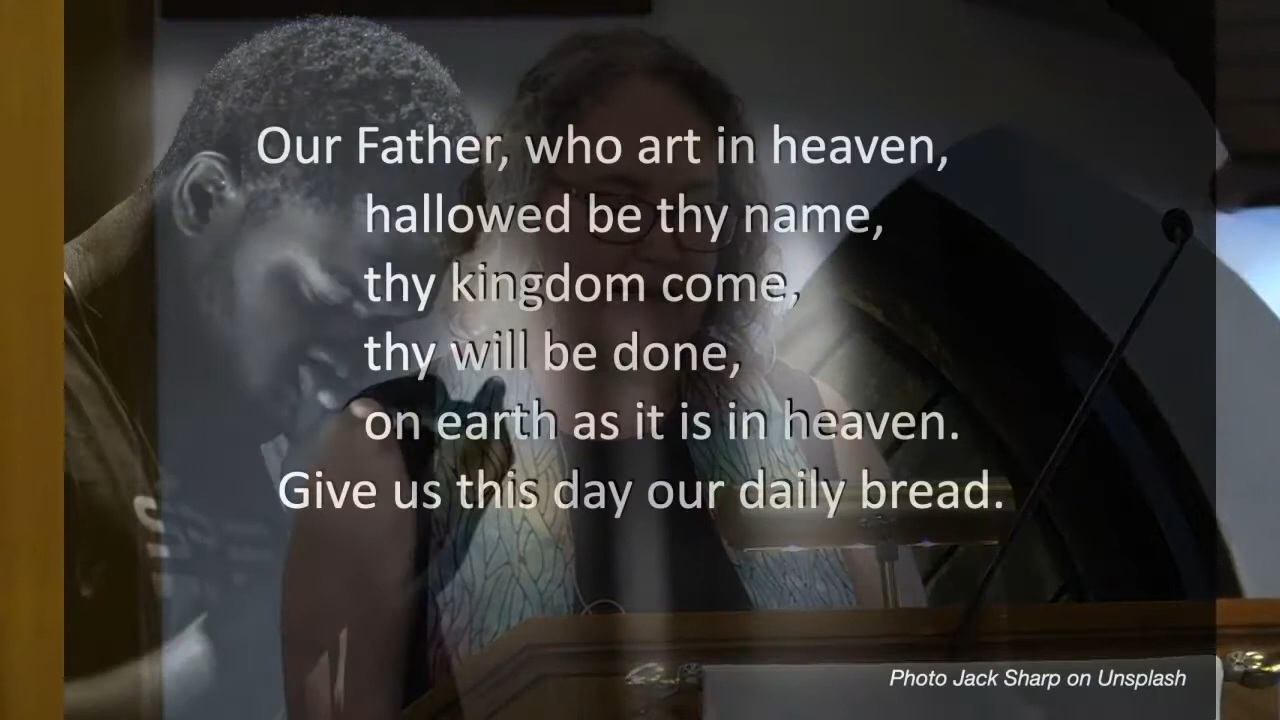 Our Father, who art in heaven,
hallowed be thy name,
thy kingdom come,
thy will be done,
on earth as it is in heaven.
Give us this day our daily bread.
Photo Jack Sharp on Unsplash